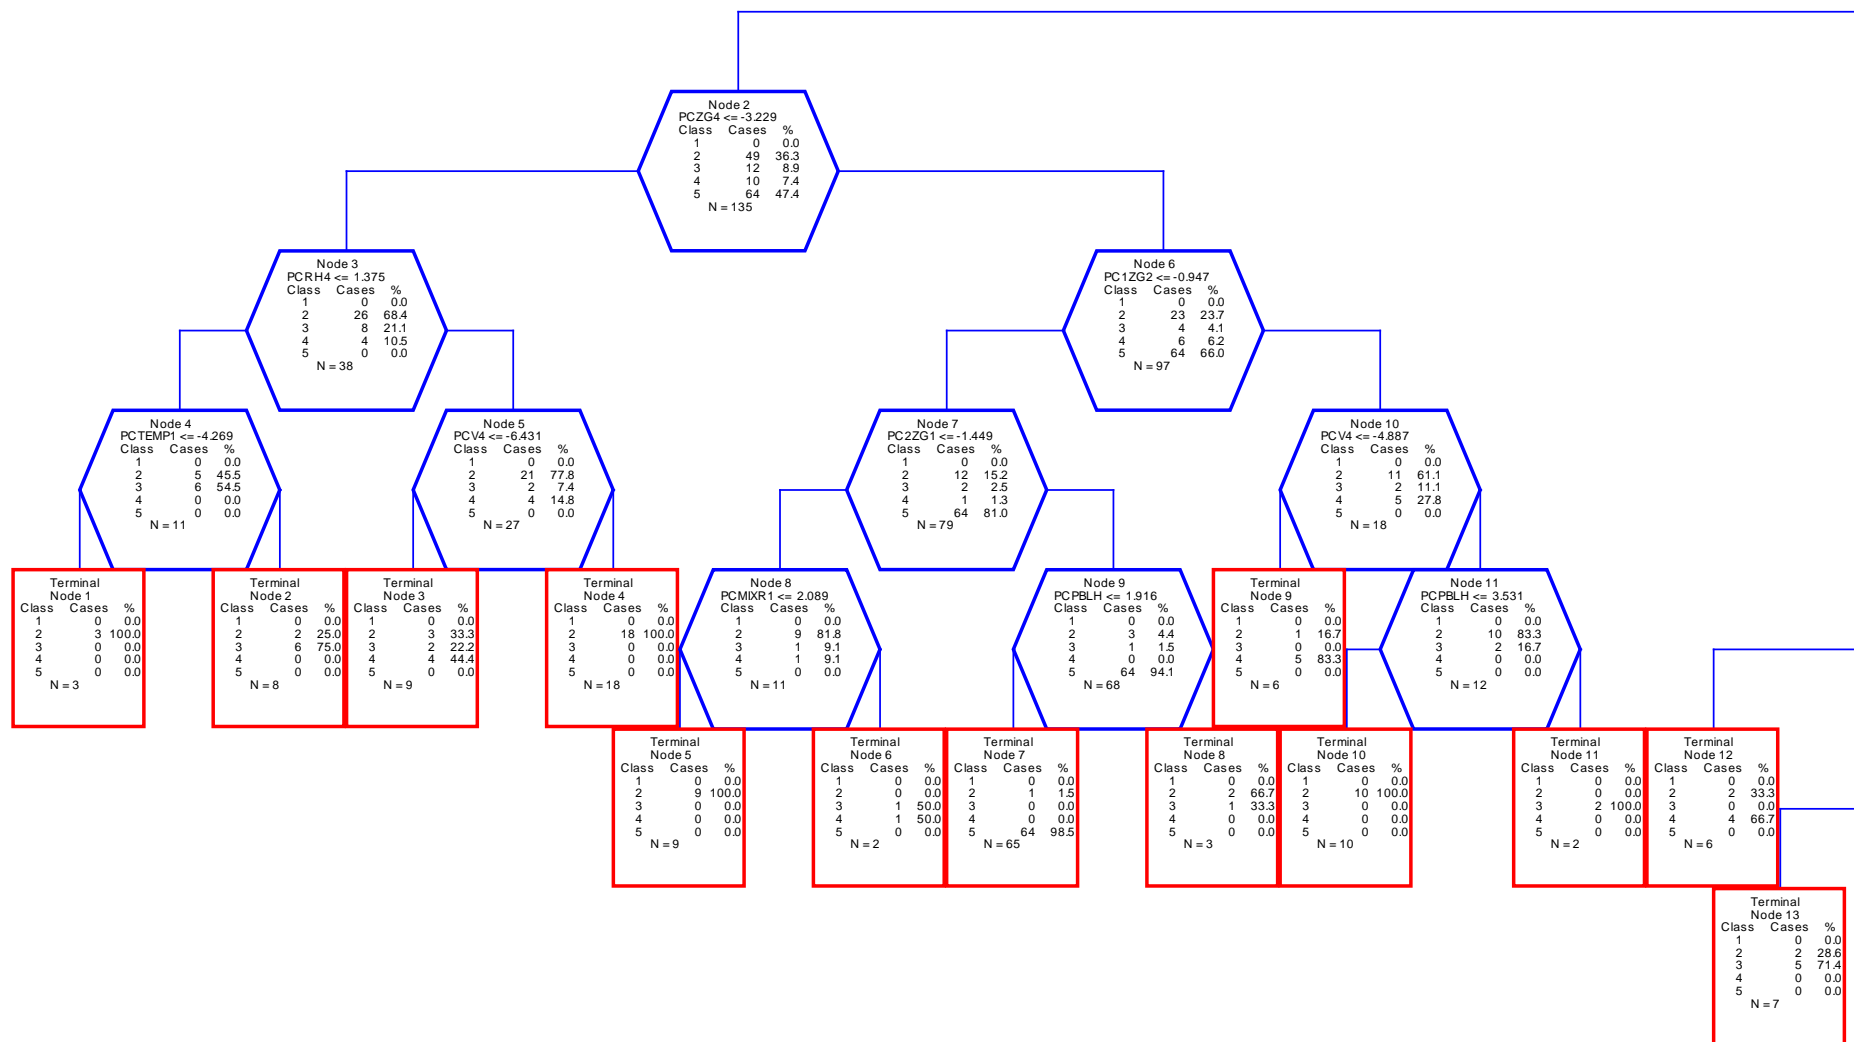 Node 2
PCZG4 <= -3.229
Class Cases %
1 0 0.0
2 49 36.3
3 12 8.9
4 10 7.4
5 64 47.4
N = 135
Node 3
PCRH4 <= 1.375
Class Cases %
1 0 0.0
2 26 68.4
3 8 21.1
4 4 10.5
5 0 0.0
N = 38
Node 6
PC1ZG2 <= -0.947
Class Cases %
1 0 0.0
2 23 23.7
3 4 4.1
4 6 6.2
5 64 66.0
N = 97
Node 4
PCTEMP1 <= -4.269
Class Cases %
1 0 0.0
2 5 45.5
3 6 54.5
4 0 0.0
5 0 0.0
N = 11
Node 5
PCV4 <= -6.431
Class Cases %
1 0 0.0
2 21 77.8
3 2 7.4
4 4 14.8
5 0 0.0
N = 27
Node 7
PC2ZG1 <= -1.449
Class Cases %
1 0 0.0
2 12 15.2
3 2 2.5
4 1 1.3
5 64 81.0
N = 79
Node 10
PCV4 <= -4.887
Class Cases %
1 0 0.0
2 11 61.1
3 2 11.1
4 5 27.8
5 0 0.0
N = 18
Terminal
Node 1
Class Cases %
1 0 0.0
2 3 100.0
3 0 0.0
4 0 0.0
5 0 0.0
N = 3
Terminal
Node 2
Class Cases %
1 0 0.0
2 2 25.0
3 6 75.0
4 0 0.0
5 0 0.0
N = 8
Terminal
Node 3
Class Cases %
1 0 0.0
2 3 33.3
3 2 22.2
4 4 44.4
5 0 0.0
N = 9
Terminal
Node 4
Class Cases %
1 0 0.0
2 18 100.0
3 0 0.0
4 0 0.0
5 0 0.0
N = 18
Node 8
PCMIXR1 <= 2.089
Class Cases %
1 0 0.0
2 9 81.8
3 1 9.1
4 1 9.1
5 0 0.0
N = 11
Node 9
PCPBLH <= 1.916
Class Cases %
1 0 0.0
2 3 4.4
3 1 1.5
4 0 0.0
5 64 94.1
N = 68
Terminal
Node 9
Class Cases %
1 0 0.0
2 1 16.7
3 0 0.0
4 5 83.3
5 0 0.0
N = 6
Node 11
PCPBLH <= 3.531
Class Cases %
1 0 0.0
2 10 83.3
3 2 16.7
4 0 0.0
5 0 0.0
N = 12
Terminal
Node 5
Class Cases %
1 0 0.0
2 9 100.0
3 0 0.0
4 0 0.0
5 0 0.0
N = 9
Terminal
Node 6
Class Cases %
1 0 0.0
2 0 0.0
3 1 50.0
4 1 50.0
5 0 0.0
N = 2
Terminal
Node 7
Class Cases %
1 0 0.0
2 1 1.5
3 0 0.0
4 0 0.0
5 64 98.5
N = 65
Terminal
Node 8
Class Cases %
1 0 0.0
2 2 66.7
3 1 33.3
4 0 0.0
5 0 0.0
N = 3
Terminal
Node 10
Class Cases %
1 0 0.0
2 10 100.0
3 0 0.0
4 0 0.0
5 0 0.0
N = 10
Terminal
Node 11
Class Cases %
1 0 0.0
2 0 0.0
3 2 100.0
4 0 0.0
5 0 0.0
N = 2
Terminal
Node 12
Class Cases %
1 0 0.0
2 2 33.3
3 0 0.0
4 4 66.7
5 0 0.0
N = 6
Terminal
Node 13
Class Cases %
1 0 0.0
2 2 28.6
3 5 71.4
4 0 0.0
5 0 0.0
N = 7